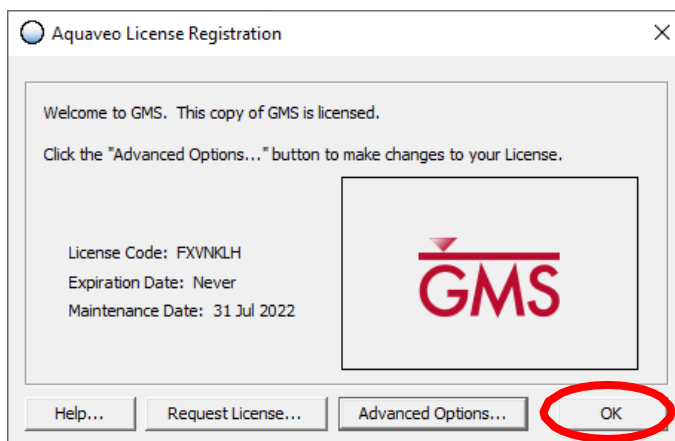 Aquaveo License Registration
Welcome to GMS. This copy of GMS is licensed.
Click the "Advanced Options..." button to make changes to your License.
License Code: FXVNKLH
Expiration Date: Never
Maintenance Date: 31 Jul 2022
GMS
Help...
Request License...
Advanced Options...
OK